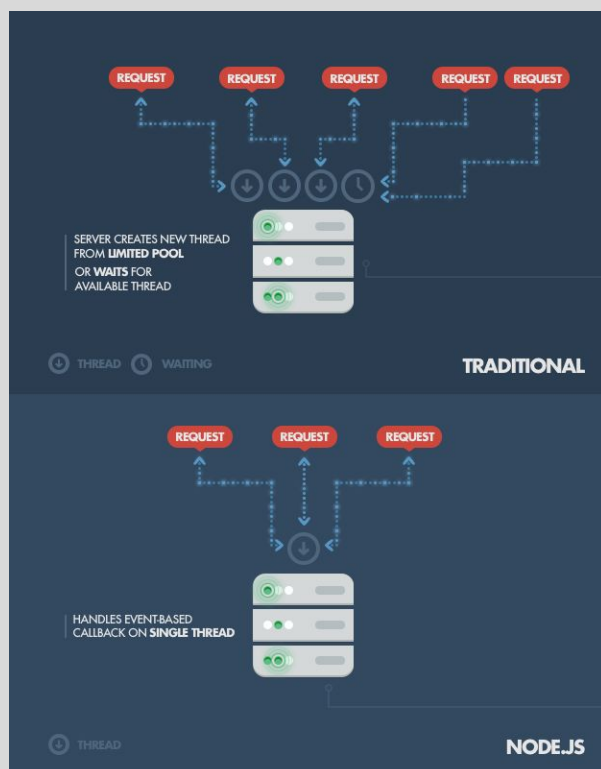 REQUEST
REQUEST
REQUEST
REQUEST
REQUEST
SERVER CREATES NEW THREAD
FROM LIMITED POOL
OR WAITS FOR
AVAILABLE THREAD
THREAD
WAITING
TRADITIONAL
REQUEST
REQUEST
REQUEST
HANDLES EVENT-BASED
CALLBACK ON SINGLE THREAD
THREAD
NODE.JS